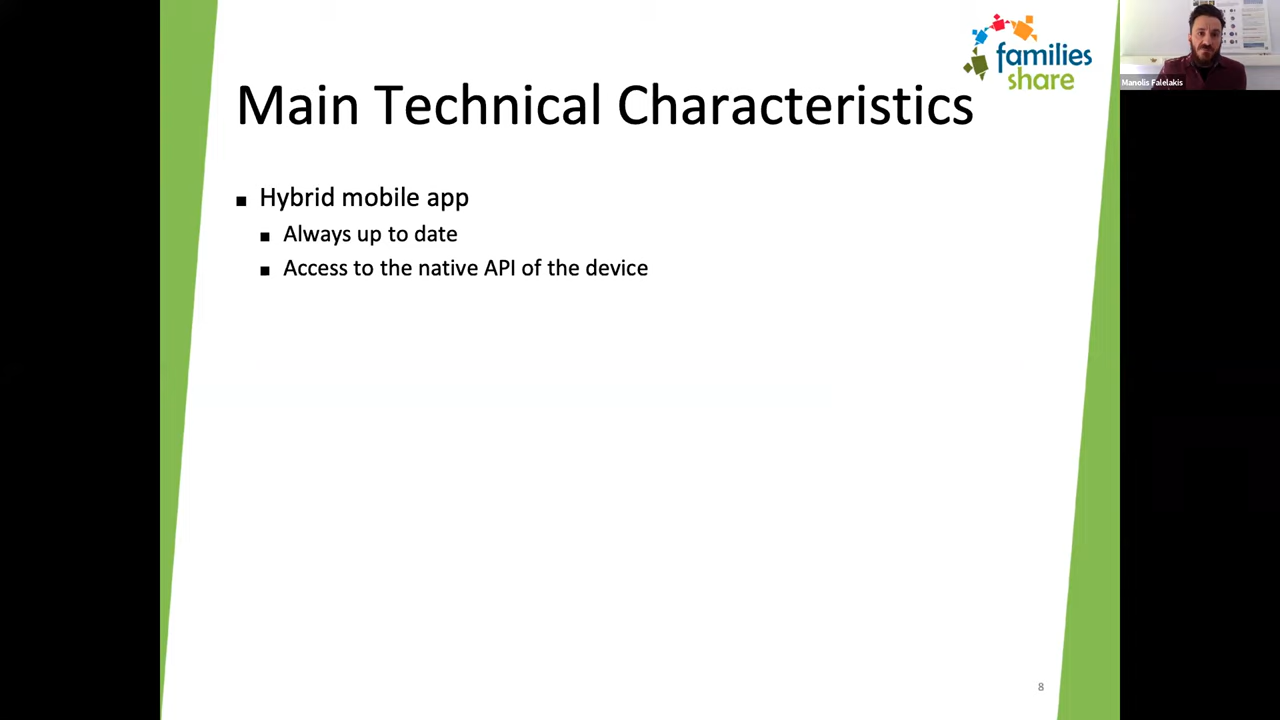 families
share
Main Technical Characteristics
Manolis Falelakis
■ Hybrid mobile app
■ Always up to date
■ Access to the native API of the device
8